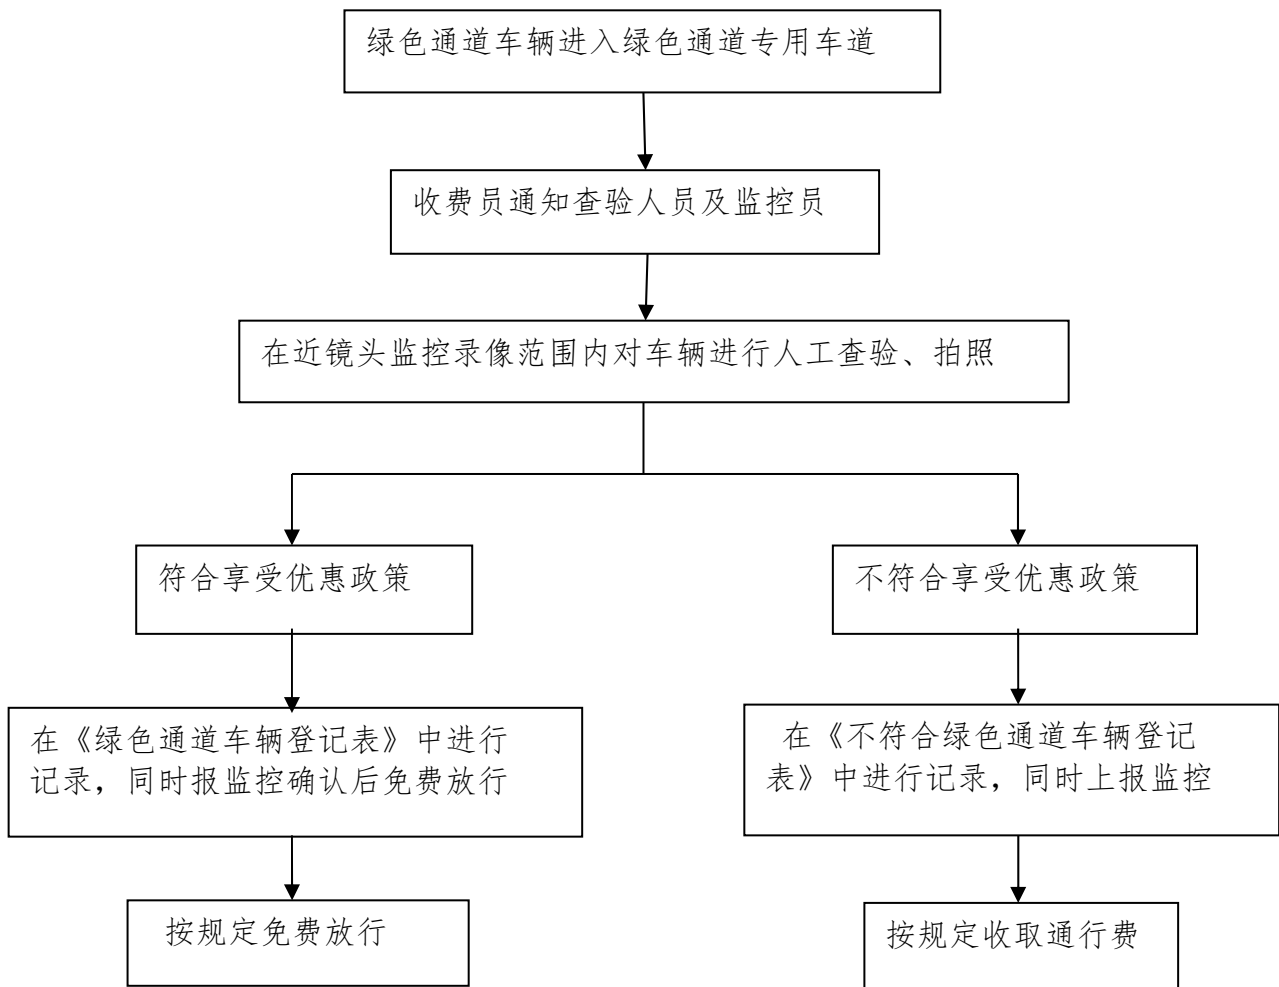 绿色通道车辆进入绿色通道专用车道
收费员通知查验人员及监控员
在近镜头监控录像范围内对车辆进行人工查验、拍照
符合享受优惠政策
不符合享受优惠政策
在《绿色通道车辆登记表》中进行
记录，同时报监控确认后免费放行
在《不符合绿色通道车辆登记
表》中进行记录，同时上报监控
按规定免费放行
按规定收取通行费